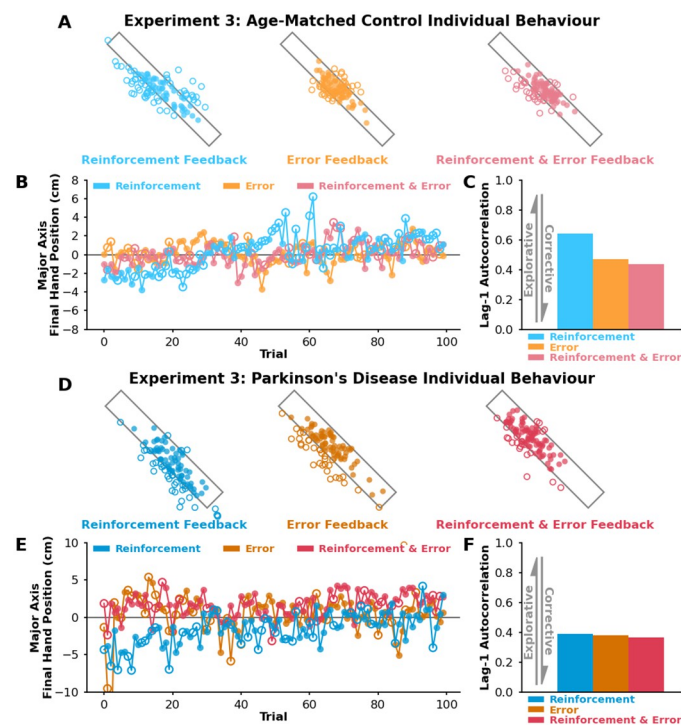 A
Experiment 3: Age-Matched Control Individual Behaviour
Reinforcement Feedback
Error Feedback
Reinforcement & Error Feedback
B
Reinforcement
Error
Reinforcement & Error
Major Axis
Final Hand Position (cm)
8
6
4
2
0
−2
−4
−6
−8
0
20
40
60
80
100
Trial
C
Lag-1 Autocorrelation
1.0
0.8
0.6
0.4
0.2
0.0
Explorative
Corrective
Reinforcement
Error
Reinforcement & Error
D
Experiment 3: Parkinson's Disease Individual Behaviour
Reinforcement Feedback
Error Feedback
Reinforcement & Error Feedback
E
Reinforcement
Error
Reinforcement & Error
Major Axis
Final Hand Position (cm)
10
5
0
−5
−10
0
20
40
60
80
100
Trial
F
Lag-1 Autocorrelation
1.0
0.8
0.6
0.4
0.2
0.0
Explorative
Corrective
Reinforcement
Error
Reinforcement & Error